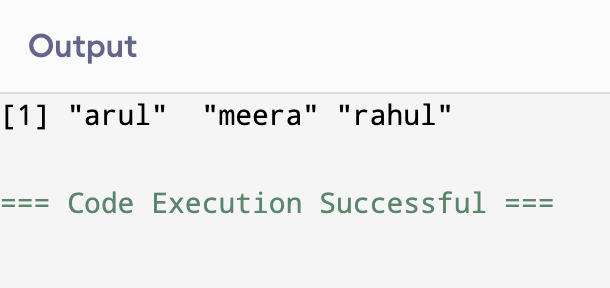 Output
[1] "arul"  "meera" "rahul"
=== Code Execution Successful ===